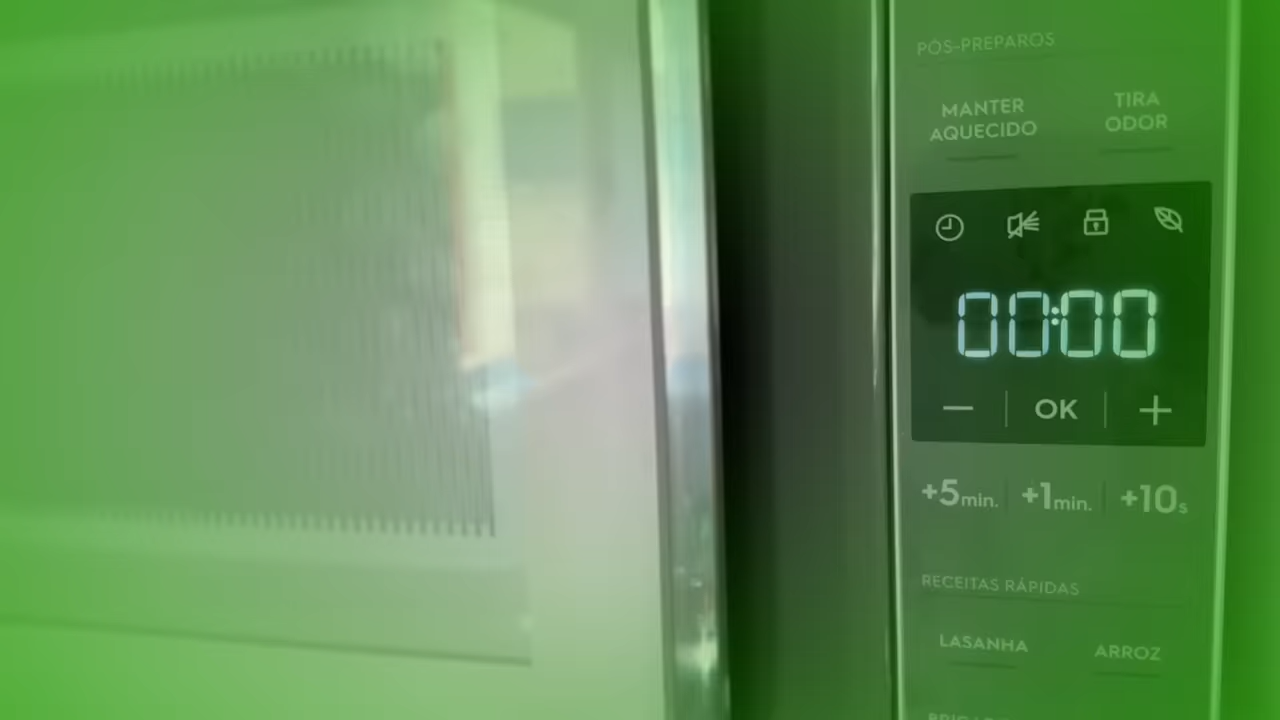 PÓS-PREPAROS
MANTER
AQUECIDO
TIRA
ODOR
00:00
— OK +
+5min. +1min. +10s
RECEITAS RÁPIDAS
LASANHA ARROZ